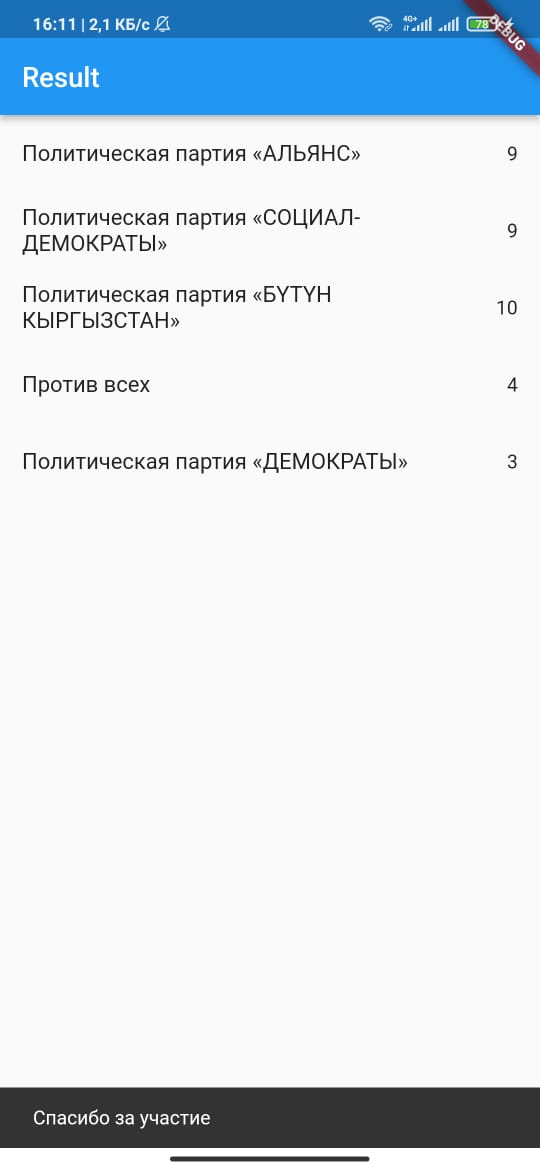 16:11 | 2,1 КБ/с 4G+ 78
DEBUG
Result
Политическая партия «АЛЬЯНС» 9
Политическая партия «СОЦИАЛ-
ДЕМОКРАТЫ» 9
Политическая партия «БҮТҮН
КЫРГЫЗСТАН» 10
Против всех 4
Политическая партия «ДЕМОКРАТЫ» 3
Спасибо за участие